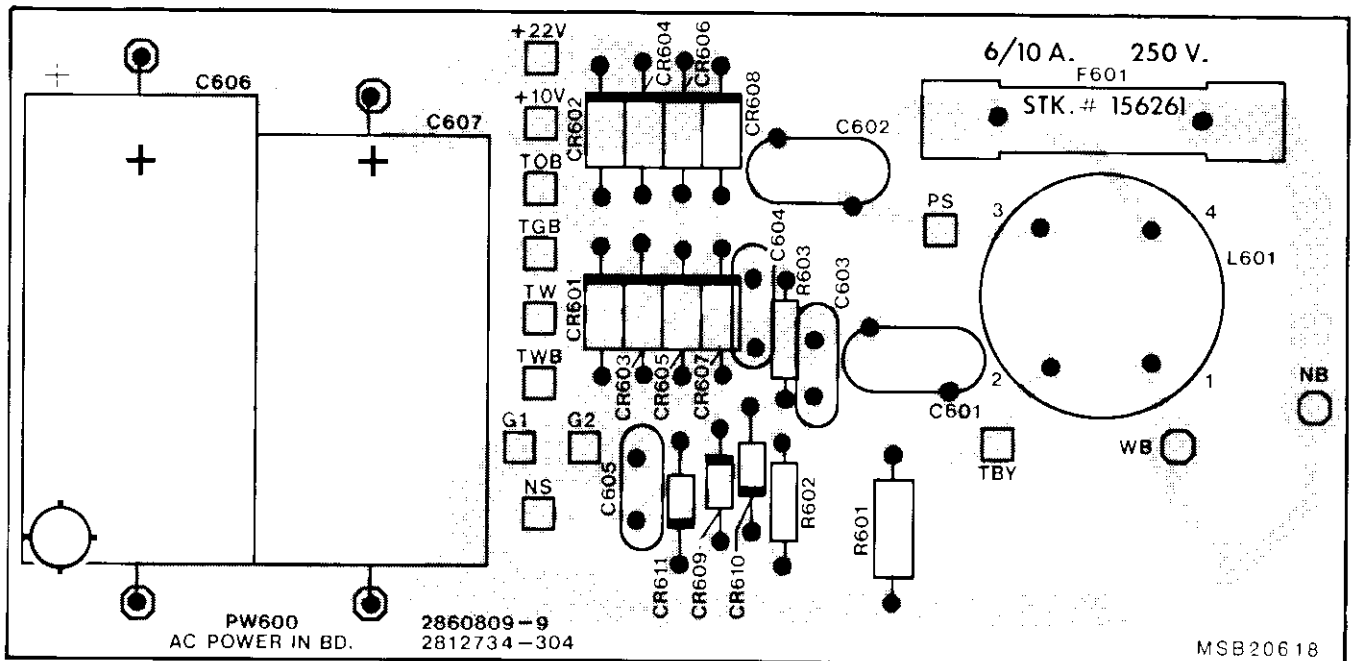 +22V
CR604
CR606
6/10 A. 250 V.
F601
C606
+10V
CR602
CR608
STK. # 156261
C607
C602
TOB
PS
3
4
TGB
C604
R603
C603
L601
TW
CR601
TWB
CR603
CR605
CR607
2
1
NB
C601
G1
G2
WB
TBY
C605
NS
R602
R601
CR611
CR609
CR610
PW600 2860809-9
AC POWER IN BD. 2812734-304
MSB20618